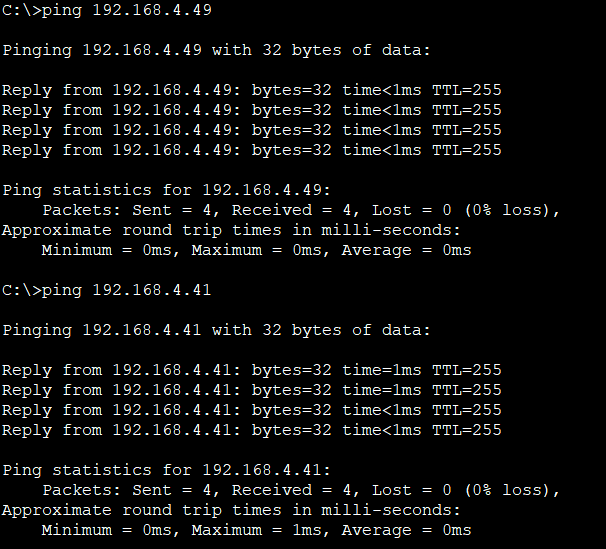 C:\>ping 192.168.4.49
Pinging 192.168.4.49 with 32 bytes of data:
Reply from 192.168.4.49: bytes=32 time<1ms TTL=255
Reply from 192.168.4.49: bytes=32 time<1ms TTL=255
Reply from 192.168.4.49: bytes=32 time<1ms TTL=255
Reply from 192.168.4.49: bytes=32 time<1ms TTL=255
Ping statistics for 192.168.4.49:
    Packets: Sent = 4, Received = 4, Lost = 0 (0% loss),
Approximate round trip times in milli-seconds:
    Minimum = 0ms, Maximum = 0ms, Average = 0ms
C:\>ping 192.168.4.41
Pinging 192.168.4.41 with 32 bytes of data:
Reply from 192.168.4.41: bytes=32 time=1ms TTL=255
Reply from 192.168.4.41: bytes=32 time=1ms TTL=255
Reply from 192.168.4.41: bytes=32 time<1ms TTL=255
Reply from 192.168.4.41: bytes=32 time<1ms TTL=255
Ping statistics for 192.168.4.41:
    Packets: Sent = 4, Received = 4, Lost = 0 (0% loss),
Approximate round trip times in milli-seconds:
    Minimum = 0ms, Maximum = 1ms, Average = 0ms